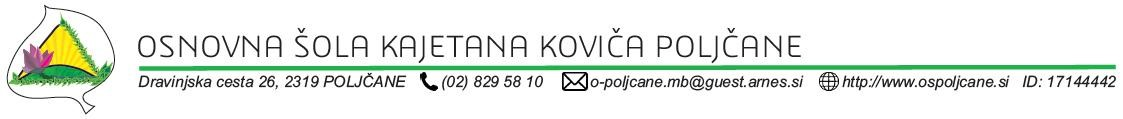 OSNOVNA ŠOLA KAJETANA KOVIČA POLJČANE
Dravinjska cesta 26, 2319 POLJČANE (02) 829 58 10 o-poljcane.mb@guest.arnes.si http://www.ospoljcane.si ID: 17144442